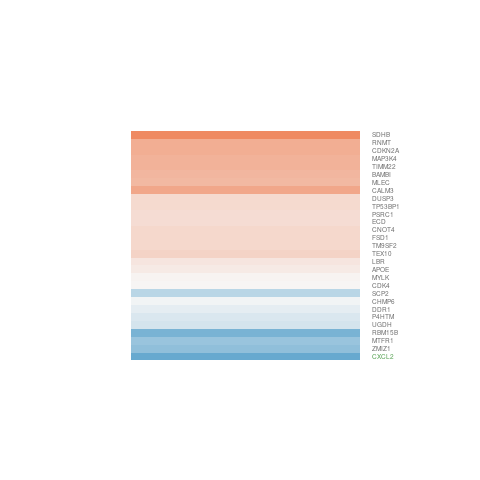 SDHB
RNMT
CDKN2A
MAP3K4
TIMM22
BAMBI
MLEC
CALM3
DUSP3
TP53BP1
PSRC1
ECD
CNOT4
FSD1
TM9SF2
TEX10
LBR
APOE
MYLK
CDK4
SCP2
CHMP6
DDR1
P4HTM
UGDH
RBM15B
MTFR1
ZMIZ1
CXCL2